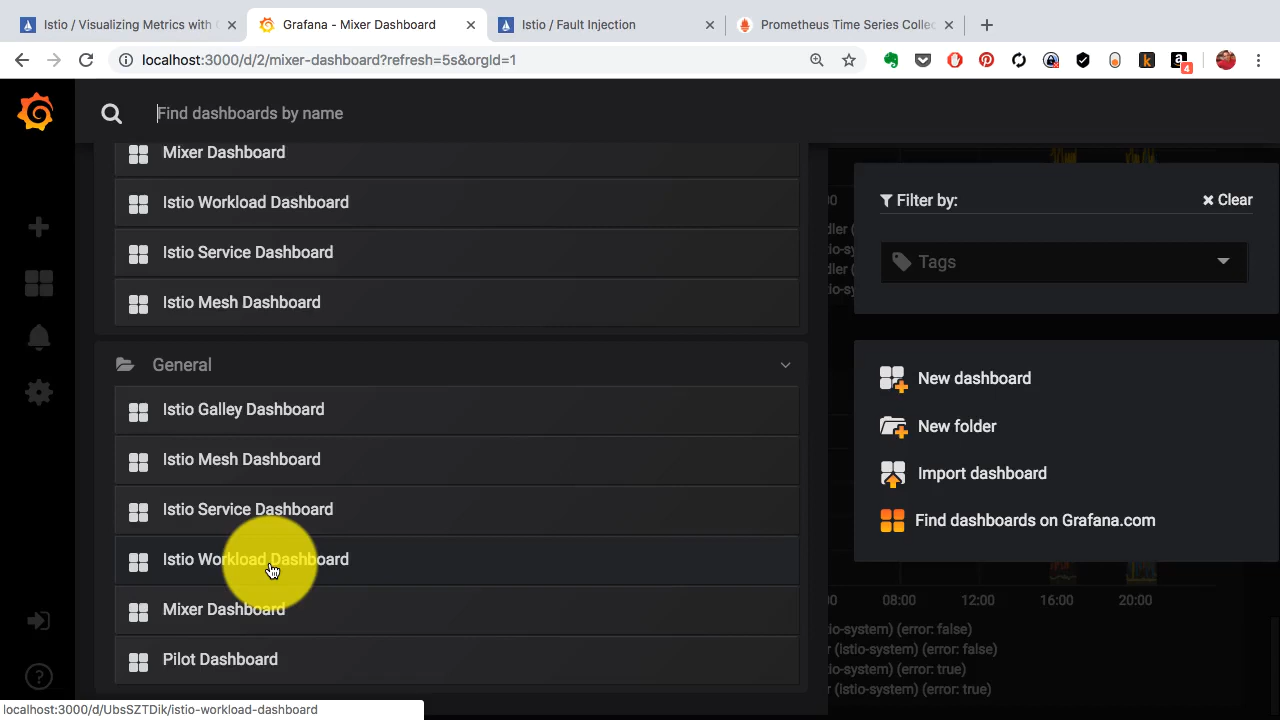 Istio / Visualizing Metrics with
Grafana - Mixer Dashboard
Istio / Fault Injection
Prometheus Time Series Collec
localhost:3000/d/2/mixer-dashboard?refresh=5s&orgId=1
4
Find dashboards by name
Mixer Dashboard
Istio Workload Dashboard
Istio Service Dashboard
Istio Mesh Dashboard
General
Istio Galley Dashboard
Istio Mesh Dashboard
Istio Service Dashboard
Istio Workload Dashboard
Mixer Dashboard
Pilot Dashboard
Filter by:
Clear
Tags
New dashboard
New folder
Import dashboard
Find dashboards on Grafana.com
08:00 12:00 16:00 20:00
io-system) (error: false)
r (istio-system) (error: false)
io-system) (error: true)
r (istio-system) (error: true)
localhost:3000/d/UbsSZTDik/istio-workload-dashboard